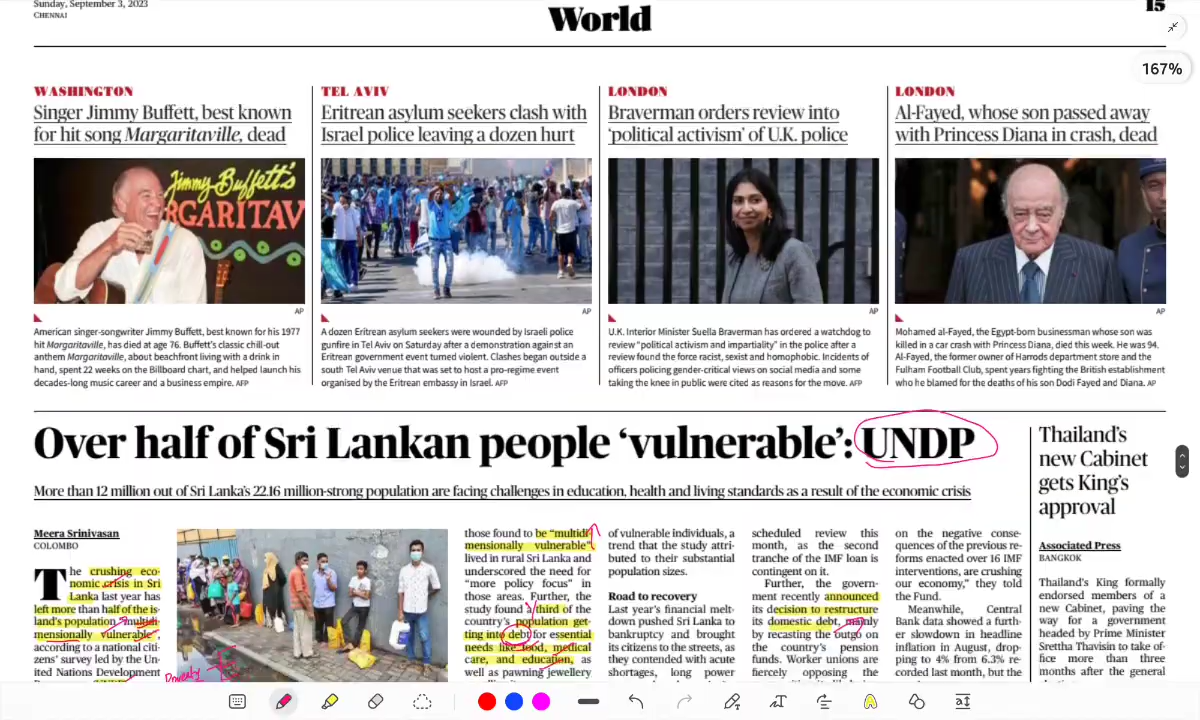 Sunday, September 3, 2023
CHENNAI
World
15
167%
WASHINGTON
Singer Jimmy Buffett, best known
for hit song Margaritaville, dead
Jimmy Buffett's
RGARITAV
AP
American singer-songwriter Jimmy Buffett, best known for his 1977
hit Margaritaville, has died at age 76. Buffett's classic chill-out
anthem Margaritaville, about beachfront living with a drink in
hand, spent 22 weeks on the Billboard chart, and helped launch his
decades-long music career and a business empire. AFP
TEL AVIV
Eritrean asylum seekers clash with
Israel police leaving a dozen hurt
AP
A dozen Eritrean asylum seekers were wounded by Israeli police
gunfire in Tel Aviv on Saturday after a demonstration against an
Eritrean government event turned violent. Clashes began outside a
south Tel Aviv venue that was set to host a pro-regime event
organised by the Eritrean embassy in Israel. AFP
LONDON
Braverman orders review into
'political activism' of U.K. police
AP
U.K. Interior Minister Suella Braverman has ordered a watchdog to
review "political activism and impartiality" in the police after a
review found the force racist, sexist and homophobic. Incidents of
officers policing gender-critical views on social media and some
taking the knee in public were cited as reasons for the move. AFP
LONDON
Al-Fayed, whose son passed away
with Princess Diana in crash, dead
AP
Mohamed al-Fayed, the Egypt-born businessman whose son was
killed in a car crash with Princess Diana, died this week. He was 94.
Al-Fayed, the former owner of Harrods department store and the
Fulham Football Club, spent years fighting the British establishment
who he blamed for the deaths of his son Dodi Fayed and Diana. AP
Over half of Sri Lankan people 'vulnerable': UNDP
More than 12 million out of Sri Lanka's 22.16 million-strong population are facing challenges in education, health and living standards as a result of the economic crisis
Meera Srinivasan
COLOMBO
The crushing eco-
nomic crisis in Sri
Lanka last year has
left more than half of the is-
land's population "multidi-
mensionally vulnerable",
according to a national citi-
zens' survey led by the Un-
ited Nations Development
Poverty
those found to be "multidi-
mensionally vulnerable"
lived in rural Sri Lanka and
underscored the need for
"more policy focus" in
those areas. Further, the
study found a third of the
country's population get-
ting into debt for essential
needs like food, medical
care, and education, as
well as pawning jewellery
of vulnerable individuals, a
trend that the study attri-
buted to their substantial
population sizes.
Road to recovery
Last year's financial melt-
down pushed Sri Lanka to
bankruptcy and brought
its citizens to the streets, as
they contended with acute
shortages, long power
scheduled review this
month, as the second
tranche of the IMF loan is
contingent on it.
Further, the govern-
ment recently announced
its decision to restructure
its domestic debt, mainly
by recasting the outgo on
the country's pension
funds. Worker unions are
fiercely opposing the
on the negative conse-
quences of the previous re-
forms enacted over 16 IMF
interventions, are crushing
our economy," they told
the Fund.
Meanwhile, Central
Bank data showed a fur-
ther slowdown in headline
inflation in August, drop-
ping to 4% from 6.3% re-
corded last month, but the
Thailand's
new Cabinet
gets King's
approval
Associated Press
BANGKOK
Thailand's King formally
endorsed members of a
new Cabinet, paving the
way for a government
headed by Prime Minister
Srettha Thavisin to take of-
fice more than three
months after the general